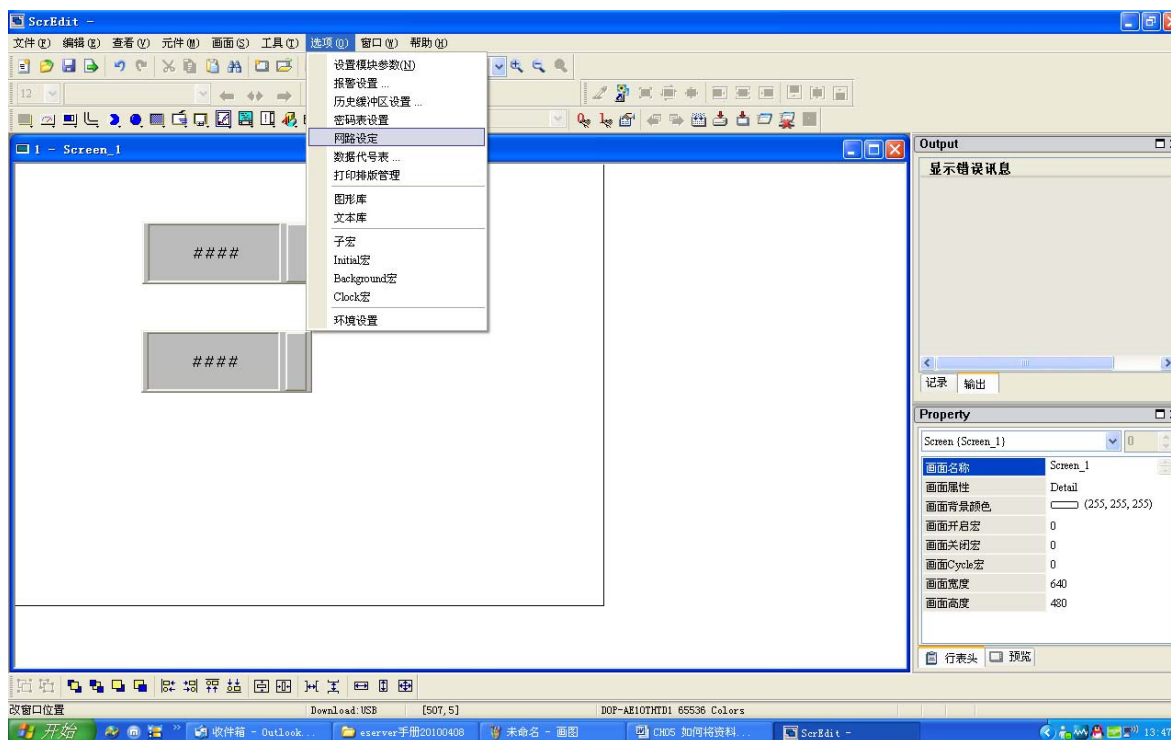 ScrEdit -
文件(F) 编辑(E) 查看(V) 元件(M) 画面(S) 工具(T) 选项(O) 窗口(W) 帮助(H)
设置模块参数(N)
报警设置 ...
12
历史缓冲区设置 ...
密码表设置
网路设定
数据代号表 ...
打印排版管理
图形库
文本库
子宏
Initial宏
Background宏
Clock宏
环境设置
1 - Screen_1
####
####
Output
显示错误讯息
记录 输出
Property
Screen {Screen_1} 0
画面名称 Screen_1
画面属性 Detail
画面背景颜色 (255, 255, 255)
画面开启宏 0
画面关闭宏 0
画面Cycle宏 0
画面宽度 640
画面高度 480
行表头 预览
改窗口位置 Download:USB [507,5] DOP-AE10THTD1 65536 Colors
开始 收件箱 - Outlook... eserver手册20100408 未命名 - 画图 CH05 如何将资料... ScrEdit - 13:47